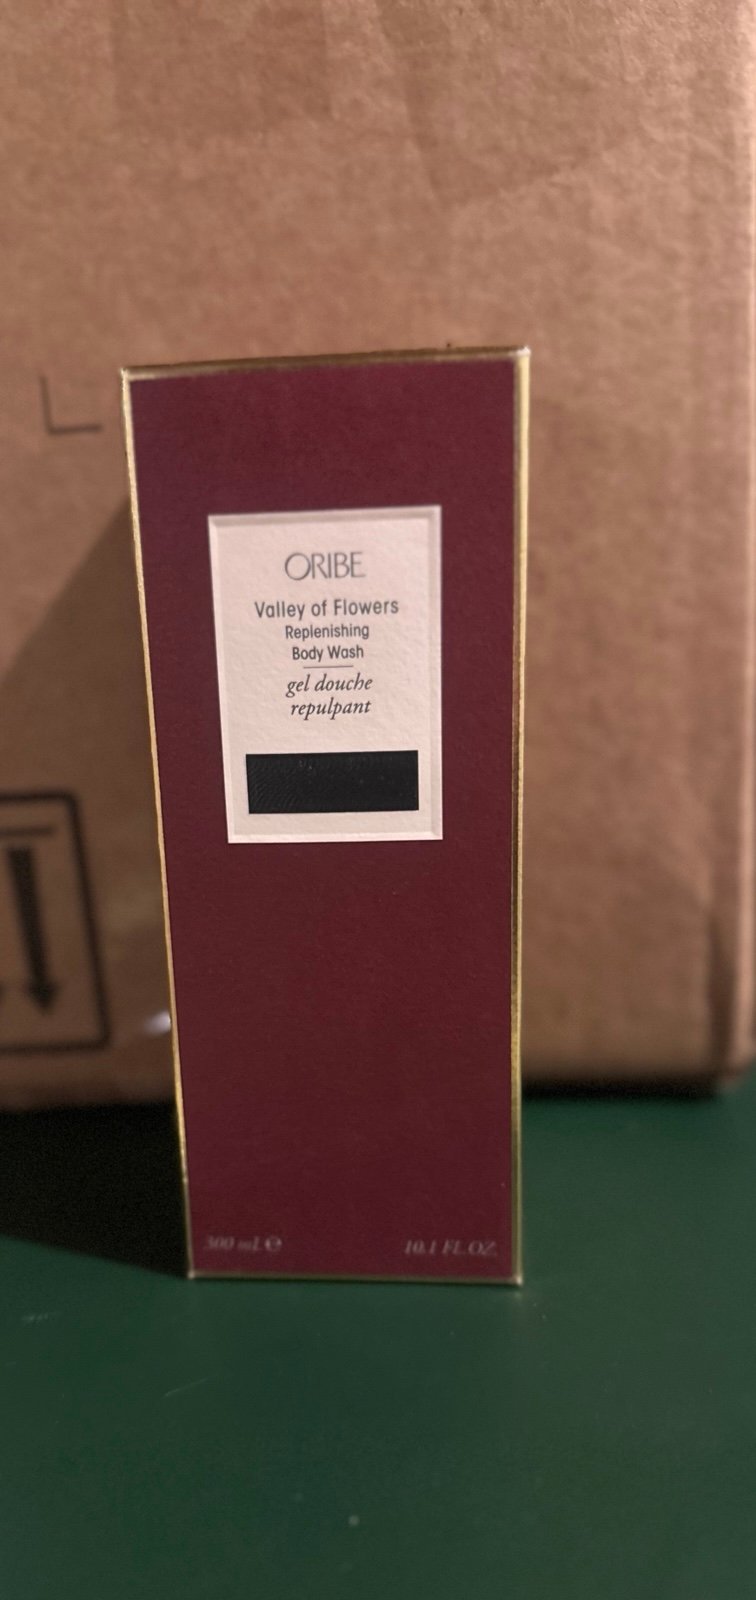 ORIBE
Valley of Flowers
Replenishing
Body Wash
gel douche
repulpant
300 mL ℮
10.1 FL.OZ.